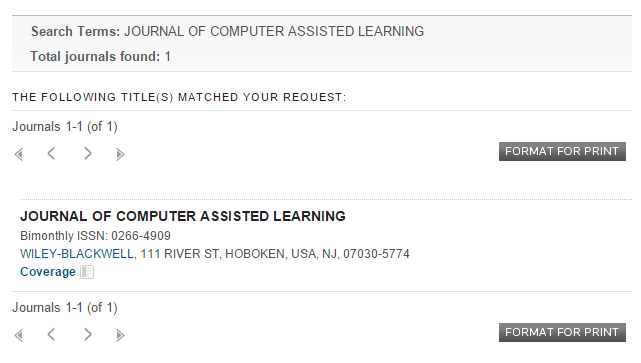 Search Terms: JOURNAL OF COMPUTER ASSISTED LEARNING
Total journals found: 1
THE FOLLOWING TITLE(S) MATCHED YOUR REQUEST:
Journals 1-1 (of 1)
FORMAT FOR PRINT
JOURNAL OF COMPUTER ASSISTED LEARNING
Bimonthly ISSN: 0266-4909
WILEY-BLACKWELL, 111 RIVER ST, HOBOKEN, USA, NJ, 07030-5774
Coverage
Journals 1-1 (of 1)
FORMAT FOR PRINT